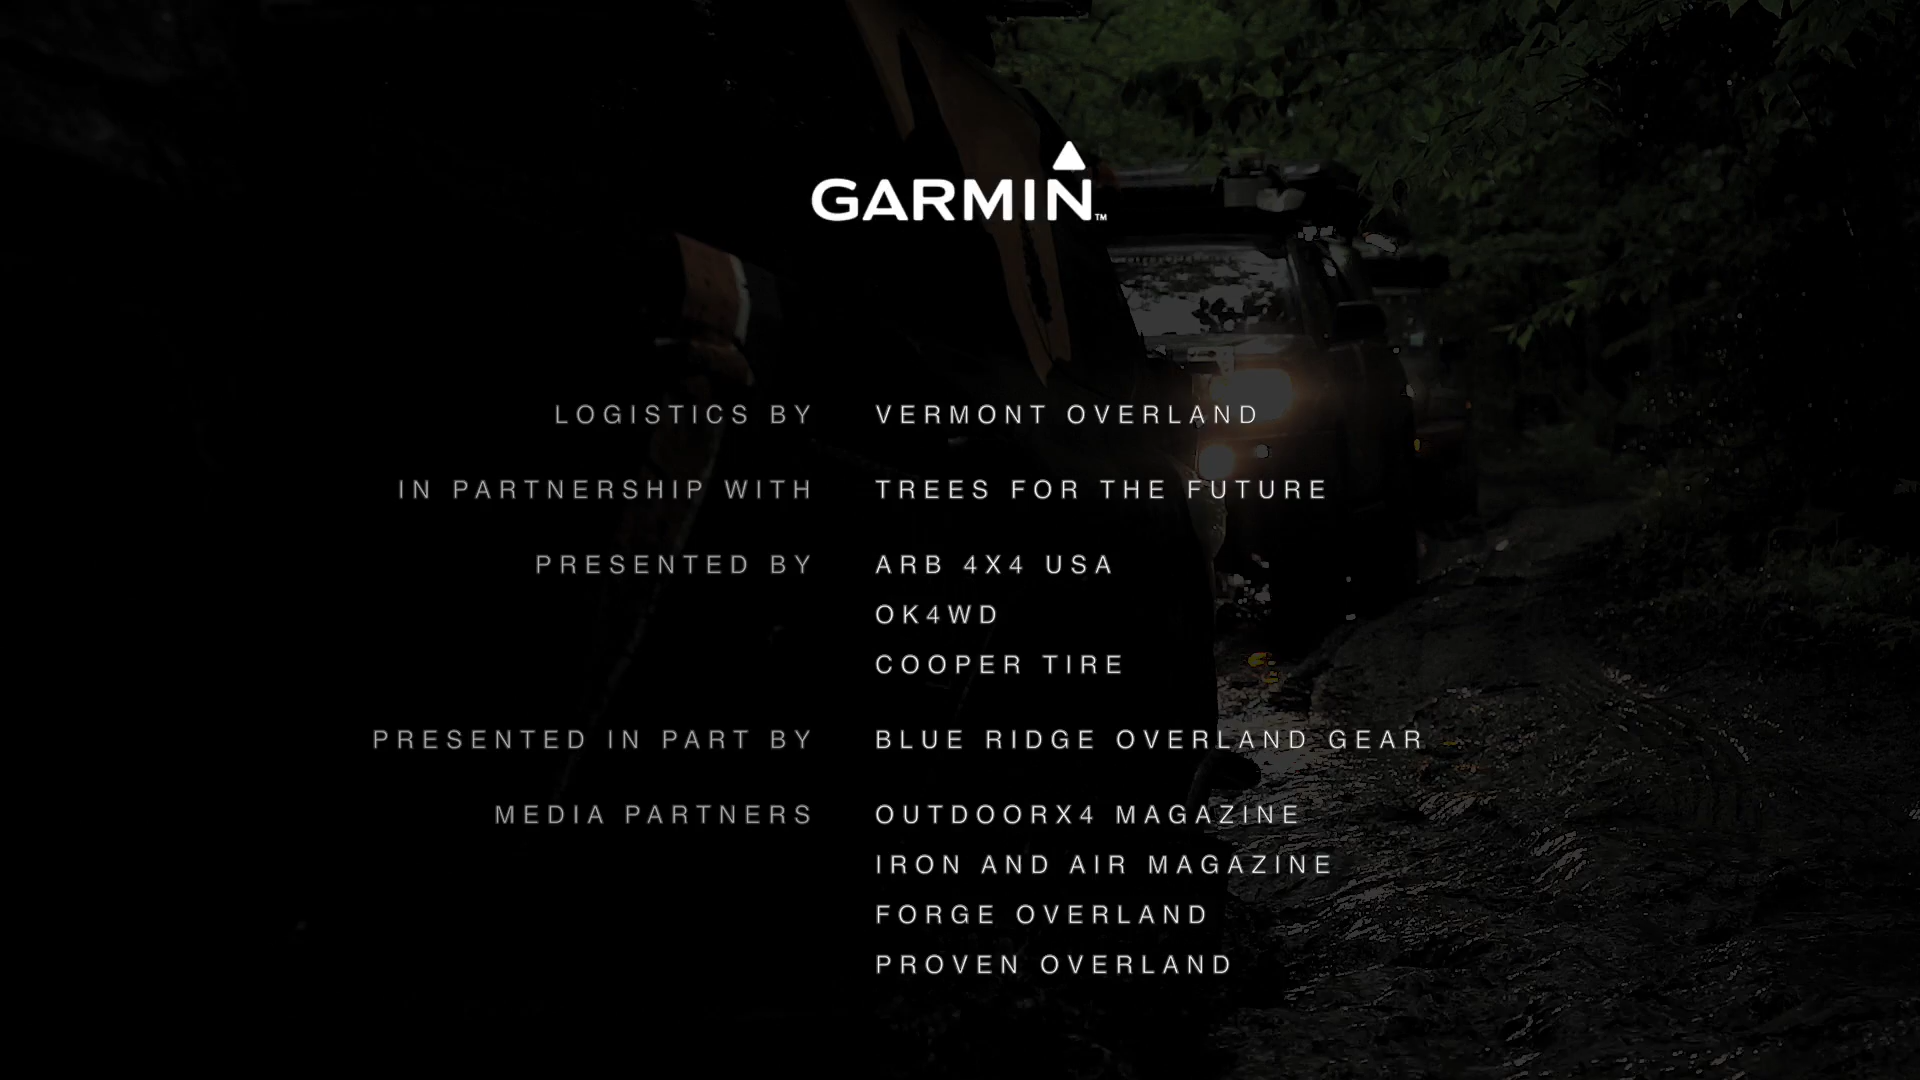 GARMIN™
LOGISTICS BY VERMONT OVERLAND
IN PARTNERSHIP WITH TREES FOR THE FUTURE
PRESENTED BY ARB 4X4 USA
OK4WD
COOPER TIRE
PRESENTED IN PART BY BLUE RIDGE OVERLAND GEAR
MEDIA PARTNERS OUTDOORX4 MAGAZINE
IRON AND AIR MAGAZINE
FORGE OVERLAND
PROVEN OVERLAND